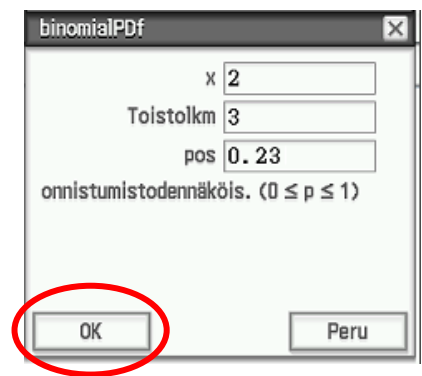 binomialPDf
x 2
Toistolkm 3
pos 0.23
onnistumistodennäköis. (0 ≤ p ≤ 1)
OK Peru